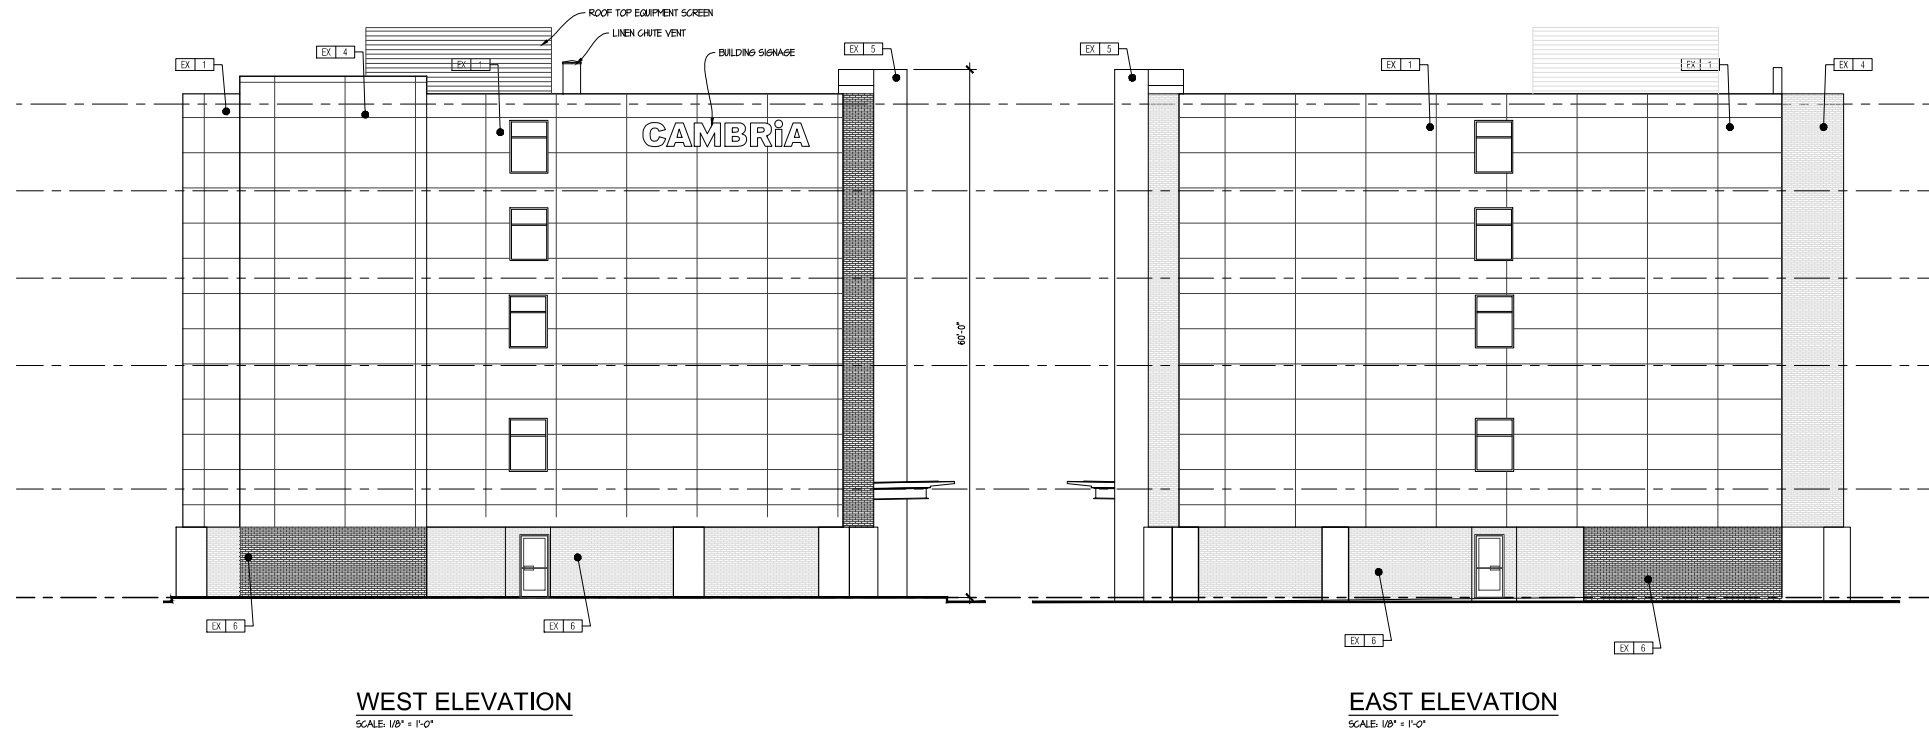 ROOF TOP EQUIPMENT SCREEN
LINEN CHUTE VENT
BUILDING SIGNAGE
EX 1
EX 4
EX 1
EX 5
CAMBRiA
60'-0"
EX 6
EX 6
WEST ELEVATION
SCALE: 1/8" = 1'-0"
EX 5
EX 1
EX 1
EX 4
EX 6
EX 6
EAST ELEVATION
SCALE: 1/8" = 1'-0"